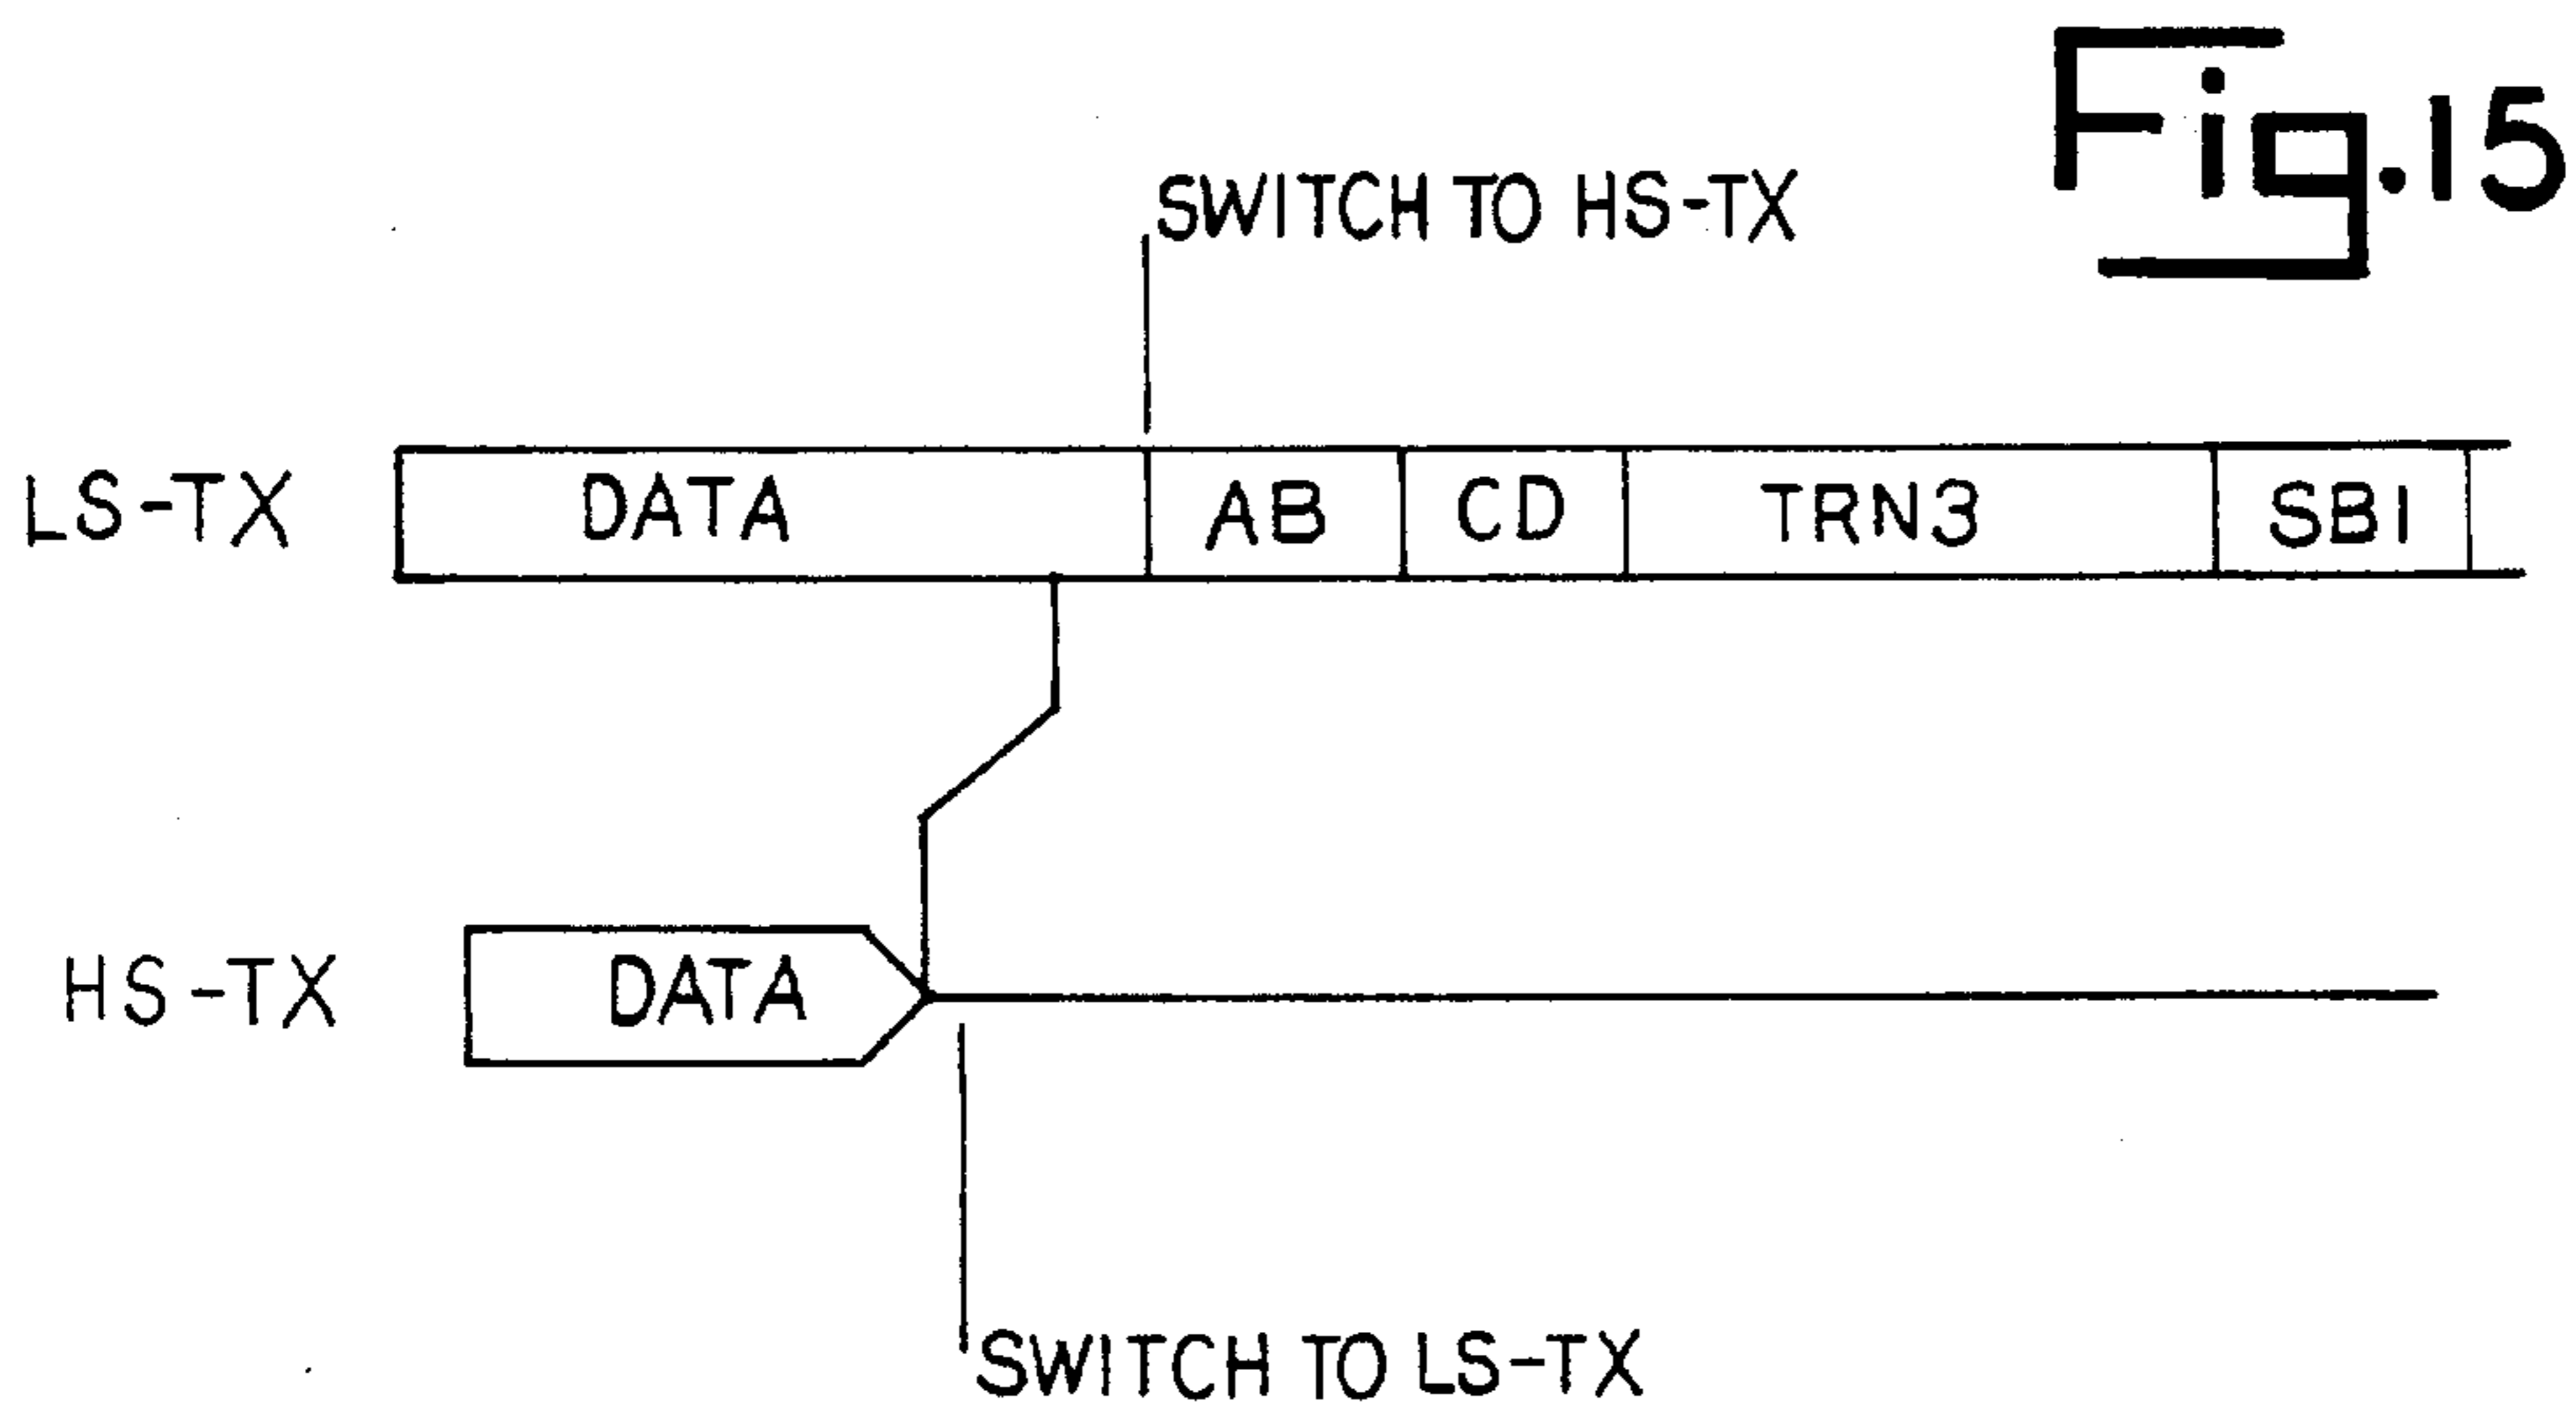 Fig.15
SWITCH TO HS-TX
LS-TX DATA AB CD TRN3 SB1
HS-TX DATA
SWITCH TO LS-TX